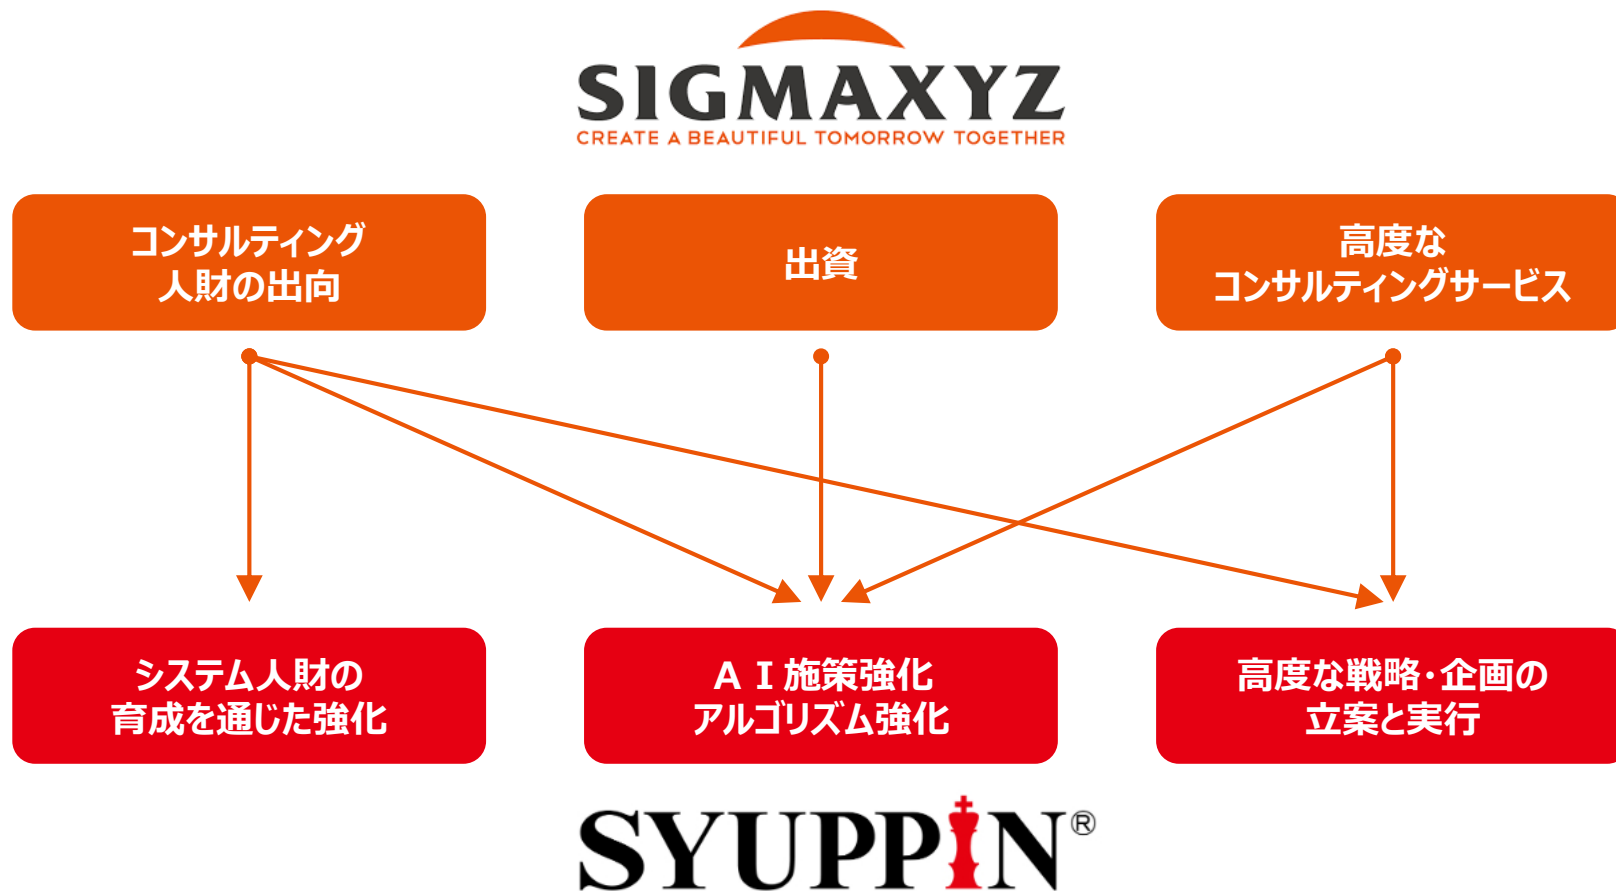 SIGMAXYZ
CREATE A BEAUTIFUL TOMORROW TOGETHER
コンサルティング
人財の出向
出資
高度な
コンサルティングサービス
システム人財の
育成を通じた強化
ＡＩ施策強化
アルゴリズム強化
高度な戦略・企画の
立案と実行
SYUPPIN®